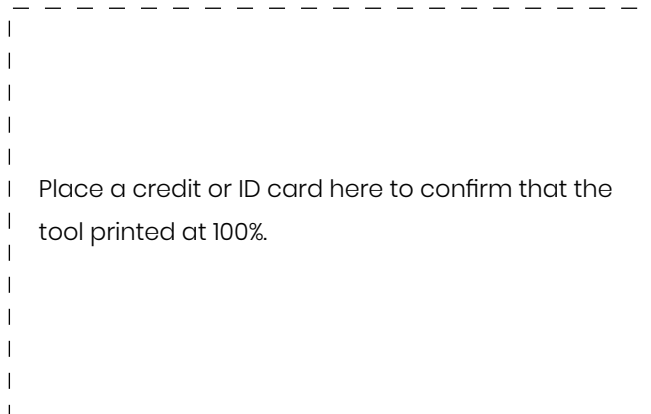 Place a credit or ID card here to confirm that the
tool printed at 100%.